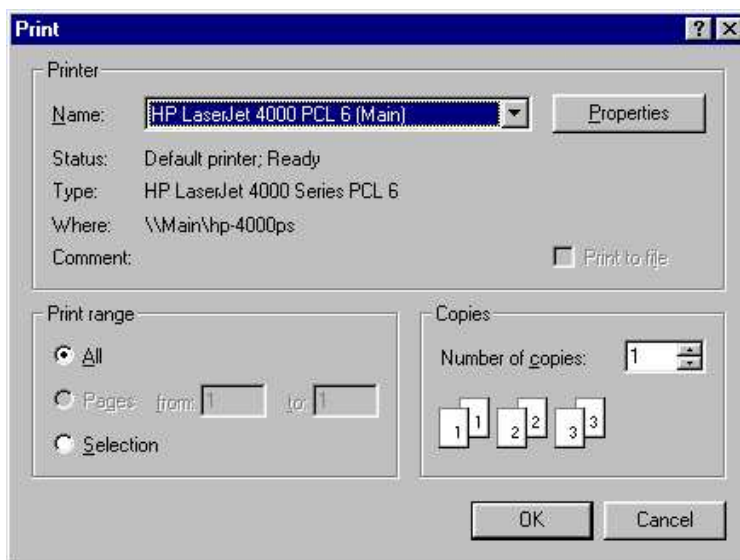 Print
Printer
Name: HP LaserJet 4000 PCL 6 (Main) Properties
Status: Default printer; Ready
Type: HP LaserJet 4000 Series PCL 6
Where: \\Main\hp-4000ps
Comment: Print to file
Print range
All
Pages from: 1 to: 1
Selection
Copies
Number of copies: 1
1 1 2 2 3 3
OK Cancel